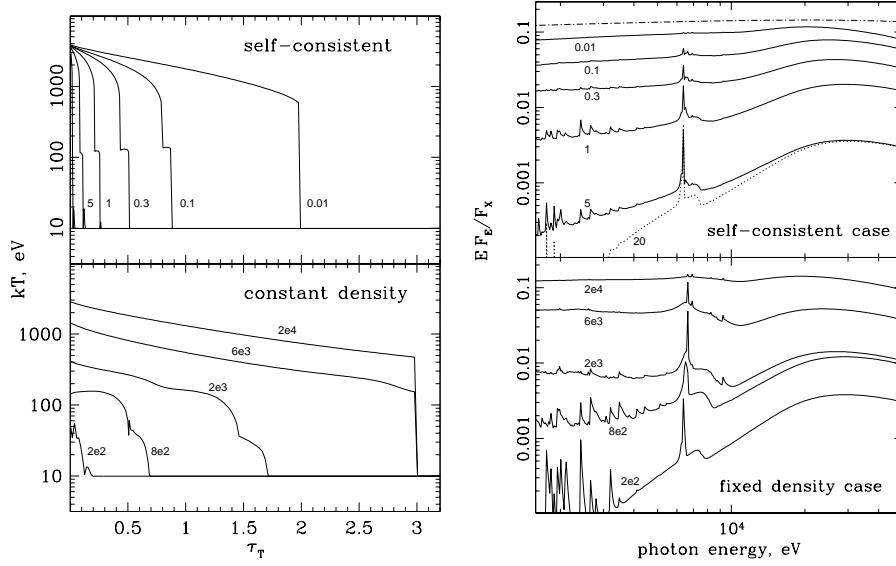 self-consistent
1000
100
10
5
1
0.3
0.1
0.01
kT, eV
constant density
1000
100
10
2e4
6e3
2e3
8e2
2e2
0.5
1
1.5
2
2.5
3
τT
0.1
0.01
0.001
0.01
0.1
0.3
1
5
20
self-consistent case
E FE/FX
0.1
0.01
0.001
2e4
6e3
2e3
8e2
2e2
fixed density case
10⁴
photon energy, eV